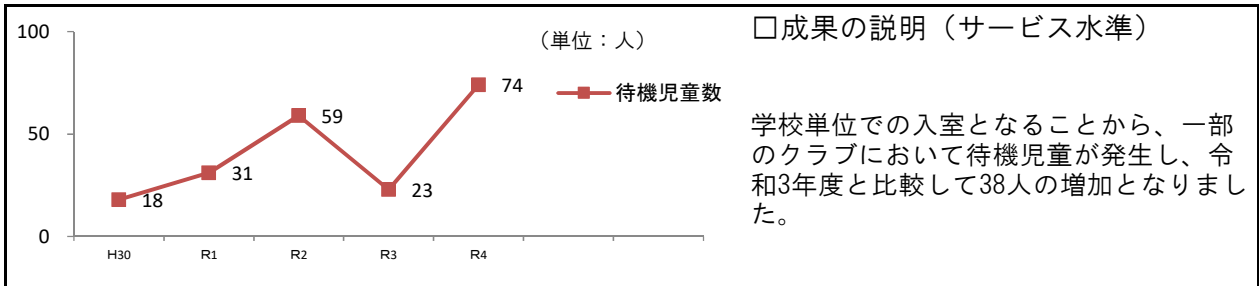 100
50
0
（単位：人）
18
31
59
23
74
待機児童数
H30
R1
R2
R3
R4
□成果の説明（サービス水準）
学校単位での入室となることから、一部
のクラブにおいて待機児童が発生し、令
和3年度と比較して38人の増加となりまし
た。